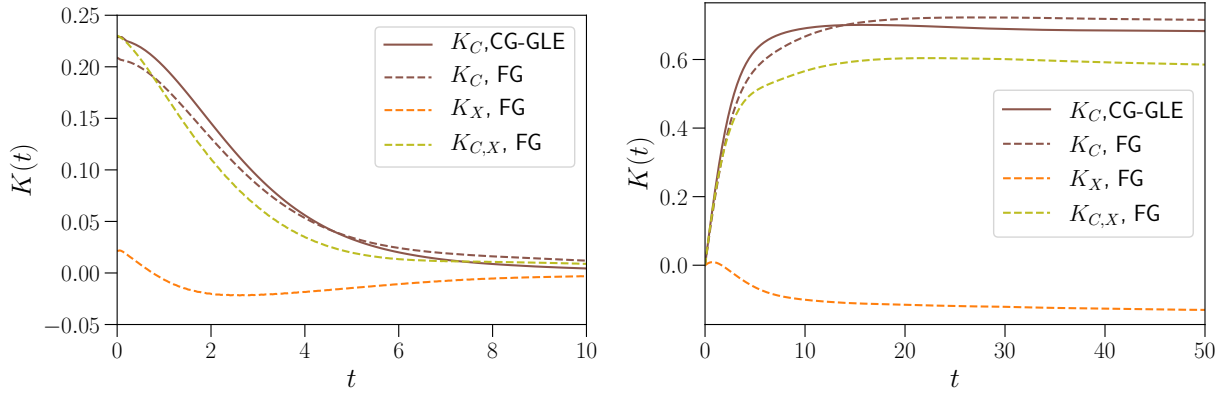 0.25
0.20
0.15
0.10
0.05
0.00
−0.05
K(t)
0 2 4 6 8 10
t
K_C,CG-GLE
K_C, FG
K_X, FG
K_{C,X}, FG
0.6
0.4
0.2
0.0
K(t)
0 10 20 30 40 50
t
K_C,CG-GLE
K_C, FG
K_X, FG
K_{C,X}, FG